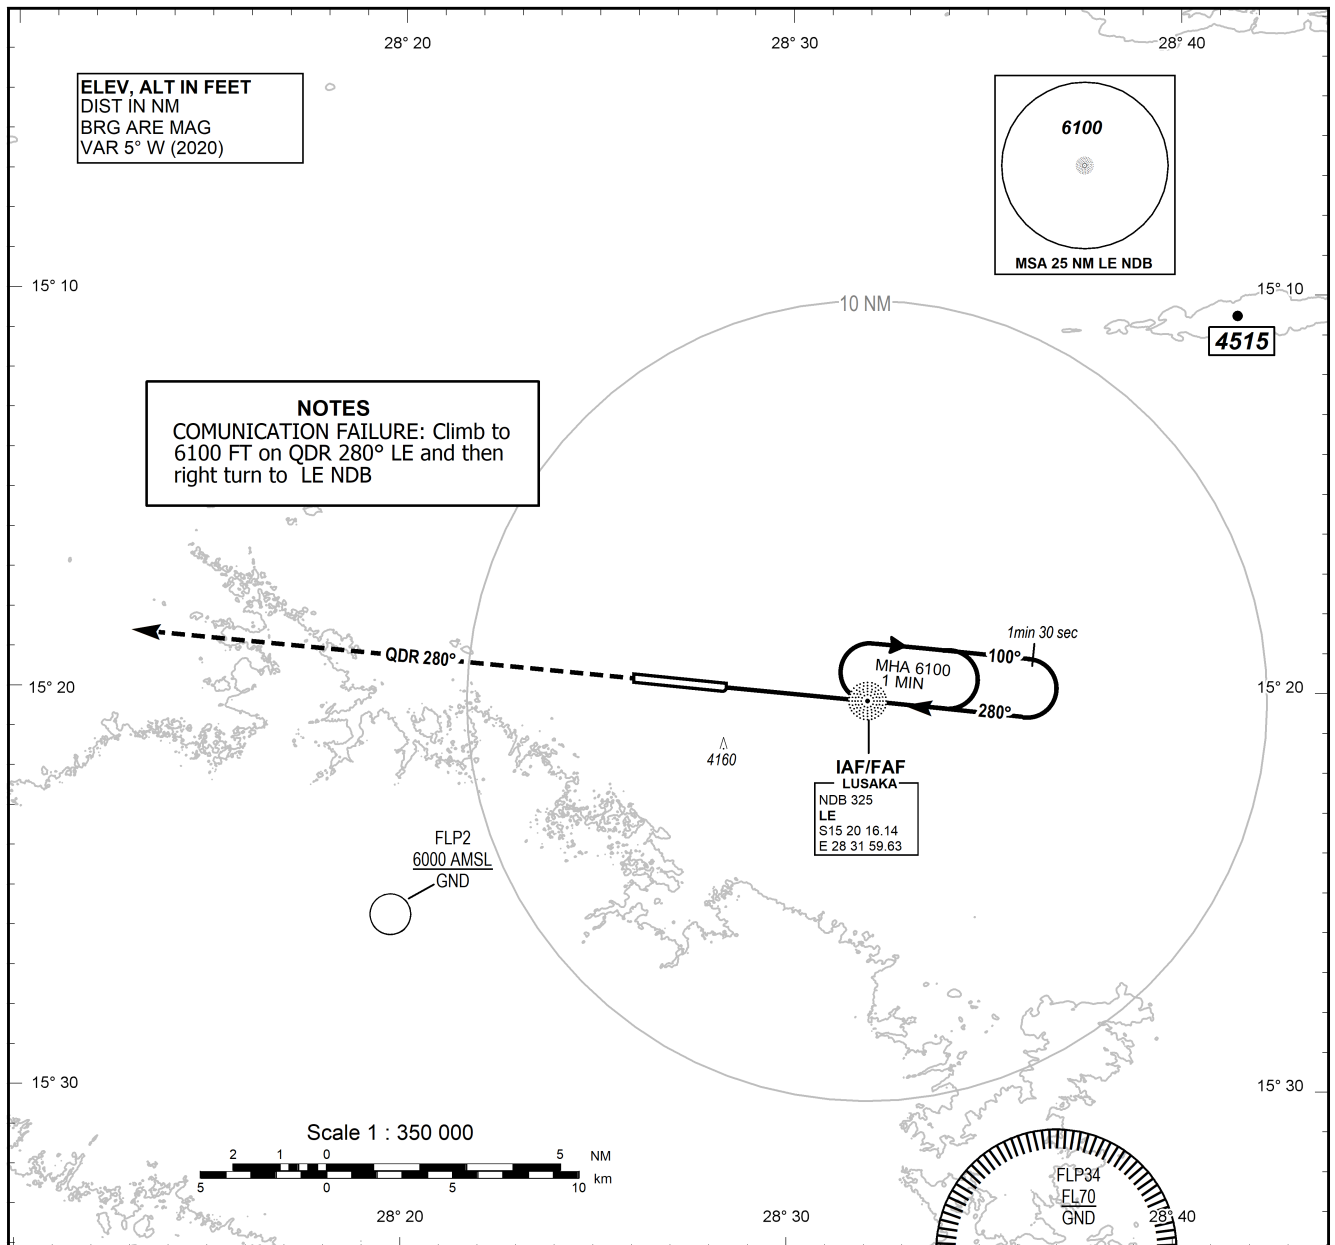 28° 20
28° 30
28° 40
ELEV, ALT IN FEET
DIST IN NM
BRG ARE MAG
VAR 5° W (2020)
6100
MSA 25 NM LE NDB
15° 10
15° 10
10 NM
4515
NOTES
COMUNICATION FAILURE: Climb to
6100 FT on QDR 280° LE and then
right turn to LE NDB
1min 30 sec
QDR 280°
MHA 6100
1 MIN
100°
280°
15° 20
15° 20
4160
IAF/FAF
LUSAKA
NDB 325
LE
S15 20 16.14
E 28 31 59.63
FLP2
6000 AMSL
GND
15° 30
15° 30
Scale 1 : 350 000
2 1 0 5 NM
5 0 5 10 km
FLP34
FL70
GND
28° 20
28° 30
28° 40